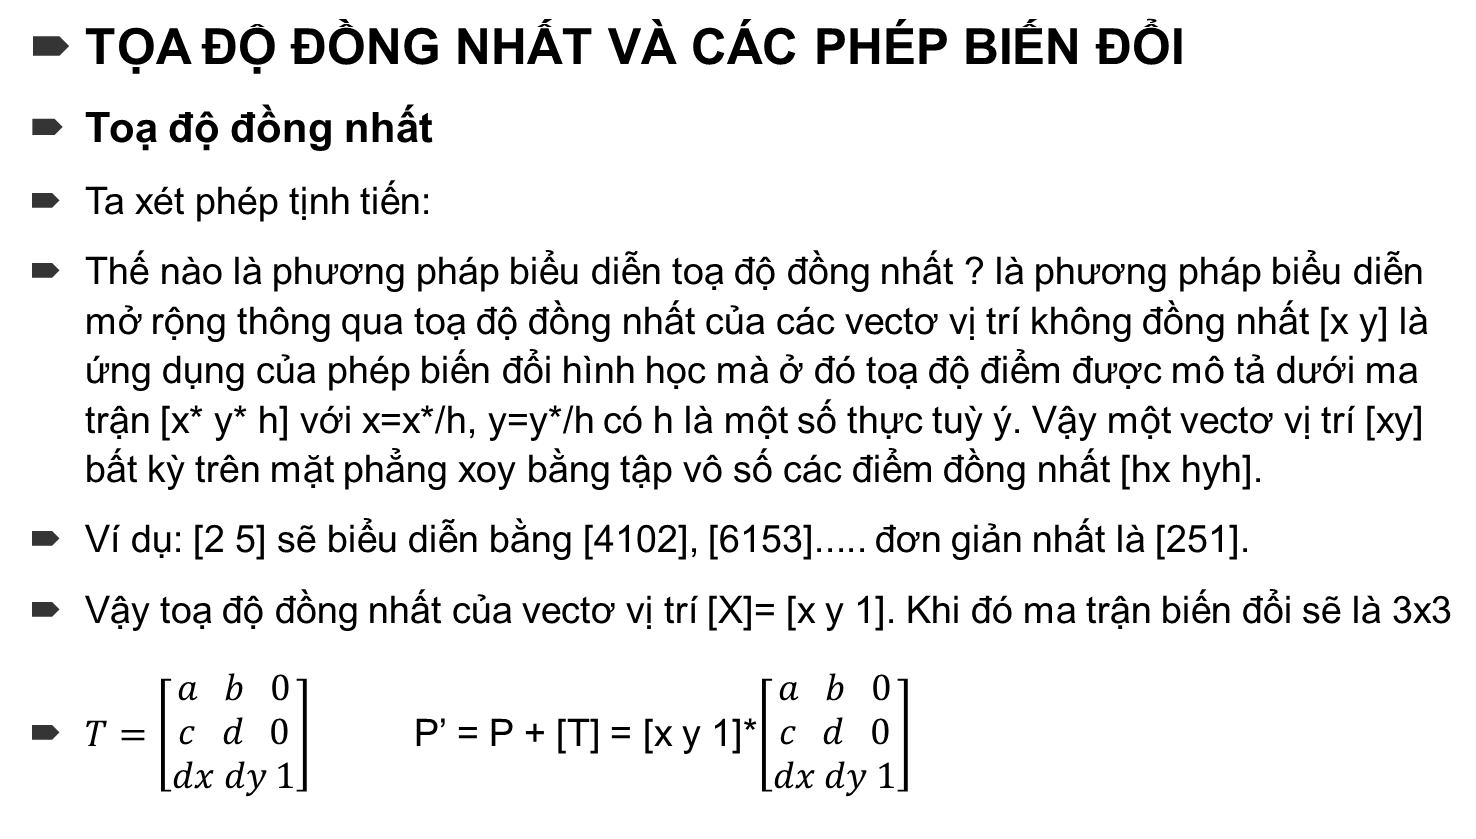 TỌA ĐỘ ĐỒNG NHẤT VÀ CÁC PHÉP BIẾN ĐỔI
Toạ độ đồng nhất
Ta xét phép tịnh tiến:
Thế nào là phương pháp biểu diễn toạ độ đồng nhất ? là phương pháp biểu diễn
mở rộng thông qua toạ độ đồng nhất của các vectơ vị trí không đồng nhất [x y] là
ứng dụng của phép biến đổi hình học mà ở đó toạ độ điểm được mô tả dưới ma
trận [x* y* h] với x=x*/h, y=y*/h có h là một số thực tuỳ ý. Vậy một vectơ vị trí [xy]
bất kỳ trên mặt phẳng xoy bằng tập vô số các điểm đồng nhất [hx hyh].
Ví dụ: [2 5] sẽ biểu diễn bằng [4102], [6153]..... đơn giản nhất là [251].
Vậy toạ độ đồng nhất của vectơ vị trí [X]= [x y 1]. Khi đó ma trận biến đổi sẽ là 3x3
a b 0 a b 0
T = c d 0 P' = P + [T] = [x y 1]* c d 0
dx dy 1 dx dy 1